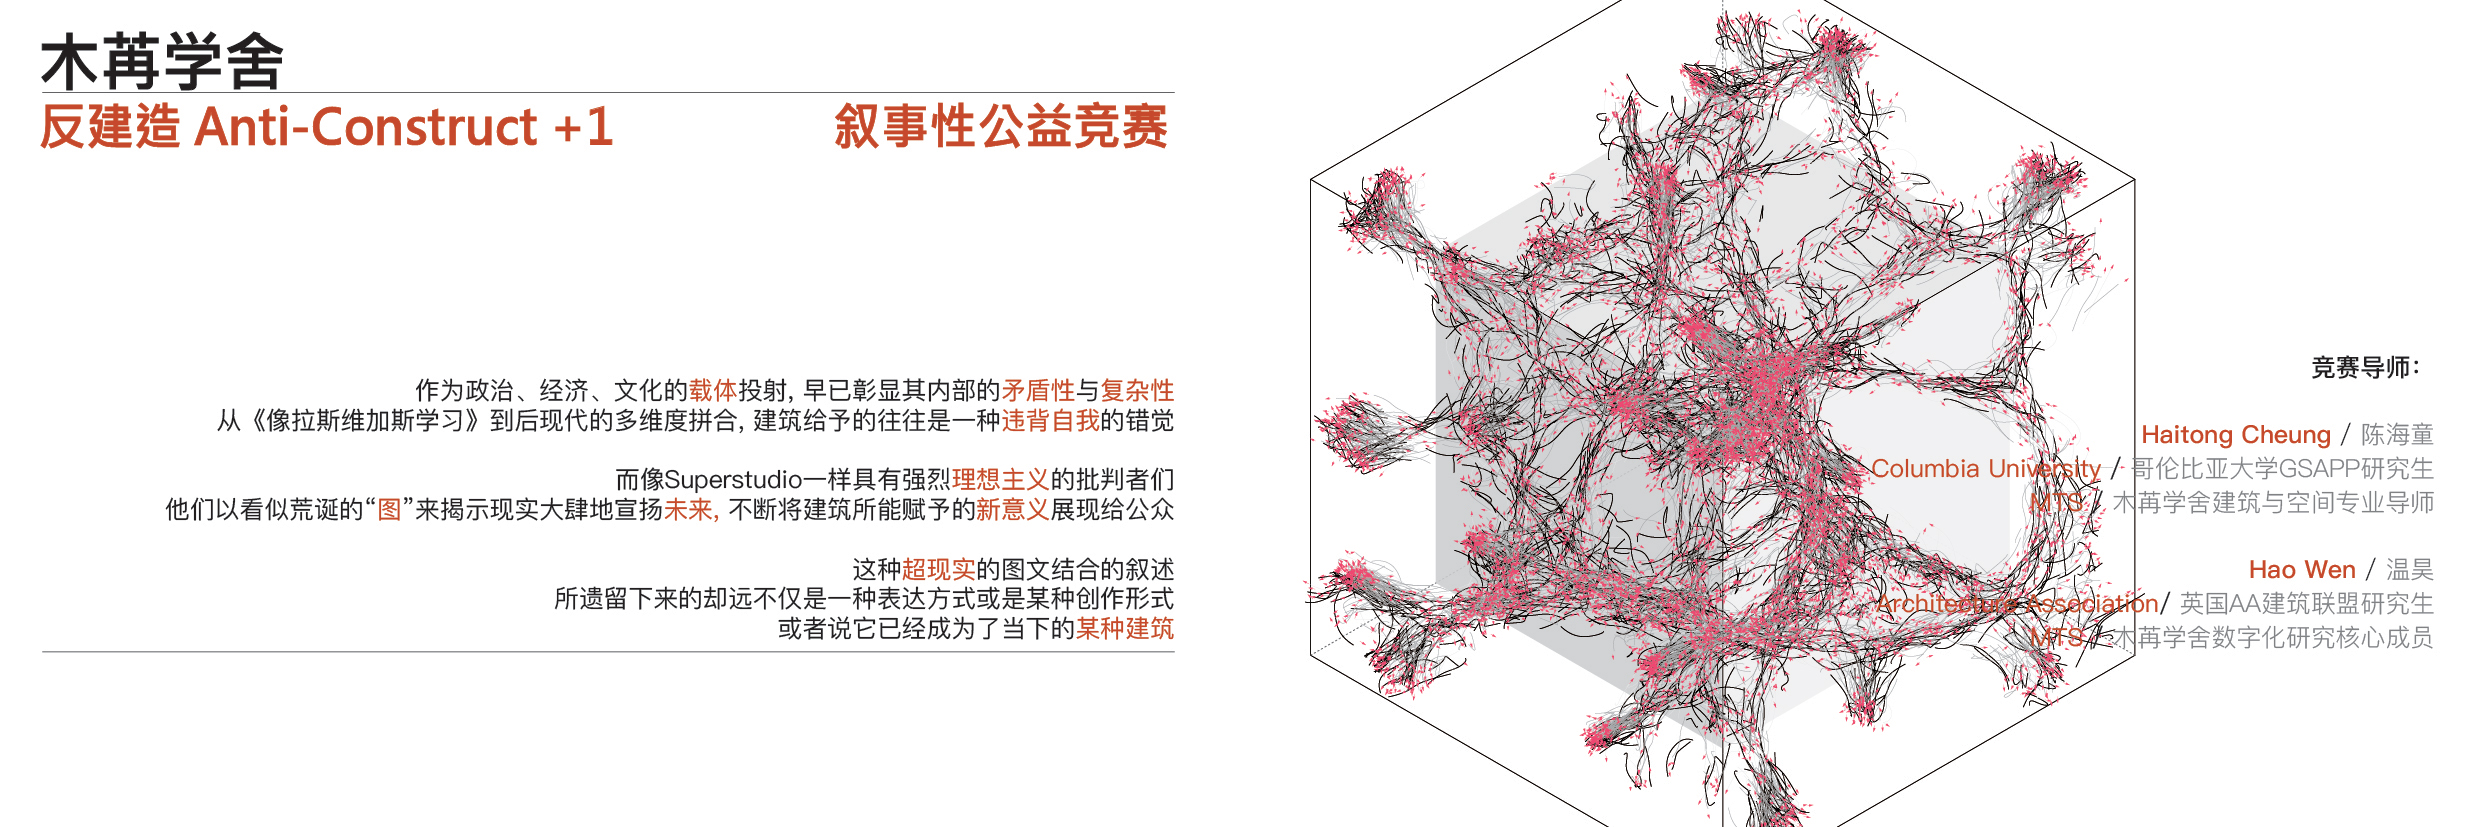 木苒学舍
反建造 Anti-Construct +1 叙事性公益竞赛
作为政治、经济、文化的载体投射, 早已彰显其内部的矛盾性与复杂性
从《像拉斯维加斯学习》到后现代的多维度拼合, 建筑给予的往往是一种违背自我的错觉
而像Superstudio一样具有强烈理想主义的批判者们
他们以看似荒诞的“图”来揭示现实大肆地宣扬未来, 不断将建筑所能赋予的新意义展现给公众
这种超现实的图文结合的叙述
所遗留下来的却远不仅是一种表达方式或是某种创作形式
或者说它已经成为了当下的某种建筑
竞赛导师:
Haitong Cheung / 陈海童
Columbia University / 哥伦比亚大学GSAPP研究生
MTS / 木苒学舍建筑与空间专业导师
Hao Wen / 温昊
Architecture Association/ 英国AA建筑联盟研究生
MTS / 木苒学舍数字化研究核心成员